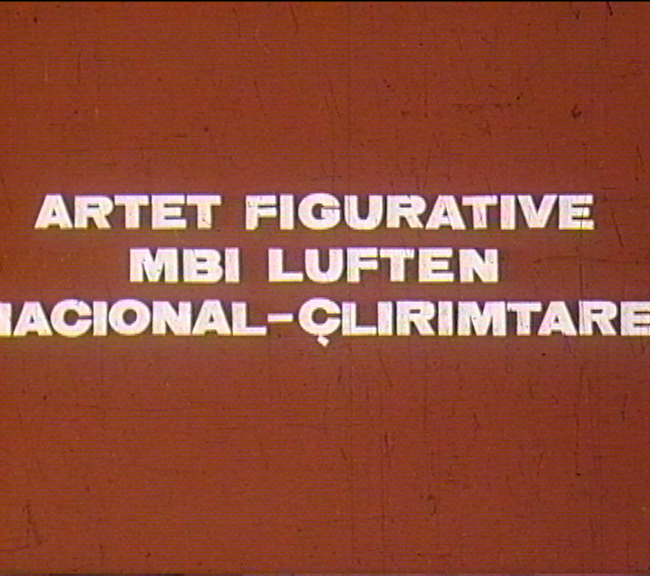 ARTET FIGURATIVE
MBI LUFTEN
NACIONAL-ÇLIRIMTARE